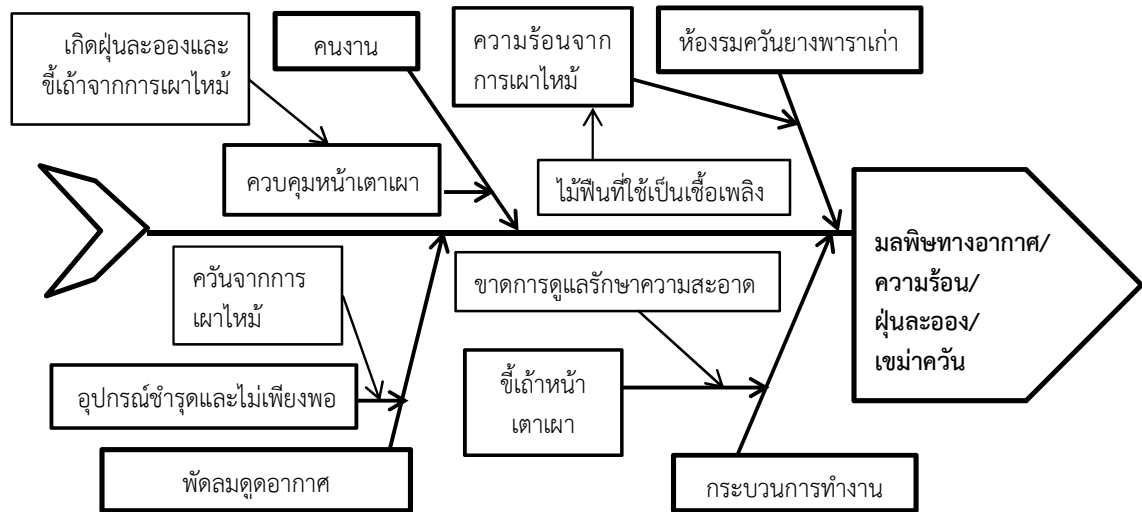 เกิดฝุ่นละอองและ
ขี้เถ้าจากการเผาไหม้
คนงาน
ความร้อนจาก
การเผาไหม้
ห้องรมควันยางพาราเก่า
ควบคุมหน้าเตาเผา
ไม้ฟืนที่ใช้เป็นเชื้อเพลิง
มลพิษทางอากาศ/
ความร้อน/
ฝุ่นละออง/
เขม่าควัน
ควันจากการ
เผาไหม้
ขาดการดูแลรักษาความสะอาด
อุปกรณ์ชำรุดและไม่เพียงพอ
ขี้เถ้าหน้า
เตาเผา
พัดลมดูดอากาศ
กระบวนการทำงาน